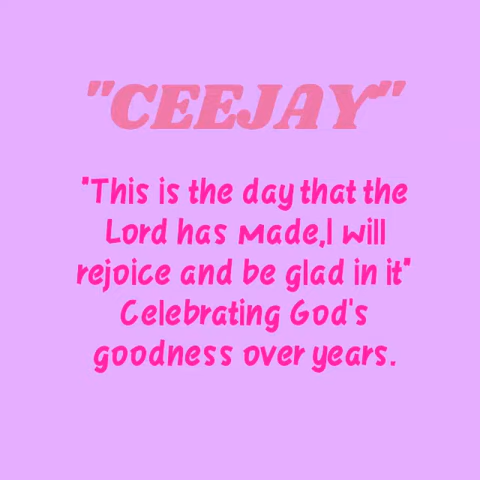 "CEEJAY"
"This is the day that the
Lord has Made,I will
rejoice and be glad in it"
Celebrating God's
goodness over years.